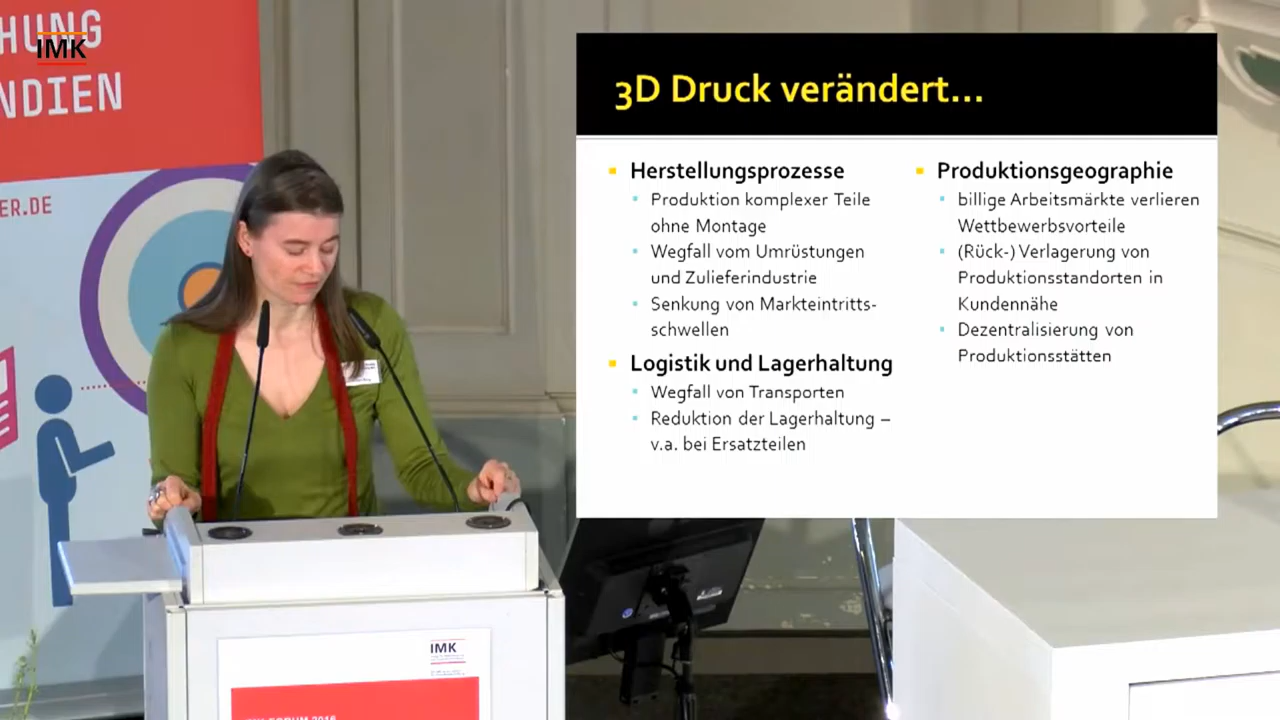 HUNG
IMK
NDIEN
ER.DE
3D Druck verändert...
Herstellungsprozesse
Produktion komplexer Teile
ohne Montage
Wegfall vom Umrüstungen
und Zulieferindustrie
Senkung von Markteintritts-
schwellen
Logistik und Lagerhaltung
Wegfall von Transporten
Reduktion der Lagerhaltung –
v.a. bei Ersatzteilen
Produktionsgeographie
billige Arbeitsmärkte verlieren
Wettbewerbsvorteile
(Rück-) Verlagerung von
Produktionsstandorten in
Kundennähe
Dezentralisierung von
Produktionsstätten
IMK
FORUM 2016